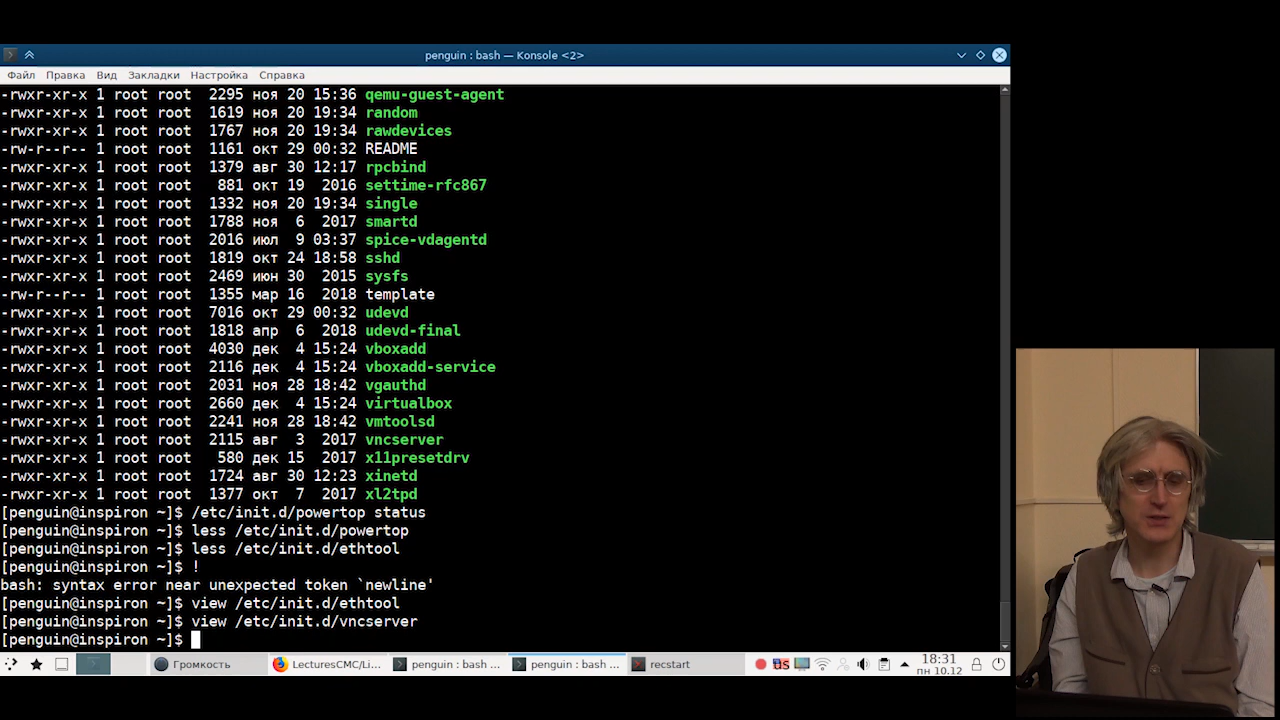 penguin : bash — Konsole <2>
Файл Правка Вид Закладки Настройка Справка
-rwxr-xr-x 1 root root 2295 ноя 20 15:36 qemu-guest-agent
-rwxr-xr-x 1 root root 1619 ноя 20 19:34 random
-rwxr-xr-x 1 root root 1767 ноя 20 19:34 rawdevices
-rw-r--r-- 1 root root 1161 окт 29 00:32 README
-rwxr-xr-x 1 root root 1379 авг 30 12:17 rpcbind
-rwxr-xr-x 1 root root 881 окт 19 2016 settime-rfc867
-rwxr-xr-x 1 root root 1332 ноя 20 19:34 single
-rwxr-xr-x 1 root root 1788 ноя 6 2017 smartd
-rwxr-xr-x 1 root root 2016 июл 9 03:37 spice-vdagentd
-rwxr-xr-x 1 root root 1819 окт 24 18:58 sshd
-rwxr-xr-x 1 root root 2469 июн 30 2015 sysfs
-rw-r--r-- 1 root root 1355 мар 16 2018 template
-rwxr-xr-x 1 root root 7016 окт 29 00:32 udevd
-rwxr-xr-x 1 root root 1818 апр 6 2018 udevd-final
-rwxr-xr-x 1 root root 4030 дек 4 15:24 vboxadd
-rwxr-xr-x 1 root root 2116 дек 4 15:24 vboxadd-service
-rwxr-xr-x 1 root root 2031 ноя 28 18:42 vgauthd
-rwxr-xr-x 1 root root 2660 дек 4 15:24 virtualbox
-rwxr-xr-x 1 root root 2241 ноя 28 18:42 vmtoolsd
-rwxr-xr-x 1 root root 2115 авг 3 2017 vncserver
-rwxr-xr-x 1 root root 580 дек 15 2017 x11presetdrv
-rwxr-xr-x 1 root root 1724 авг 30 12:23 xinetd
-rwxr-xr-x 1 root root 1377 окт 7 2017 xl2tpd
[penguin@inspiron ~]$ /etc/init.d/powertop status
[penguin@inspiron ~]$ less /etc/init.d/powertop
[penguin@inspiron ~]$ less /etc/init.d/ethtool
[penguin@inspiron ~]$ !
bash: syntax error near unexpected token `newline'
[penguin@inspiron ~]$ view /etc/init.d/ethtool
[penguin@inspiron ~]$ view /etc/init.d/vncserver
[penguin@inspiron ~]$
Громкость LecturesCMC/Li... penguin : bash ... penguin : bash ... recstart US 18:31
пн 10.12